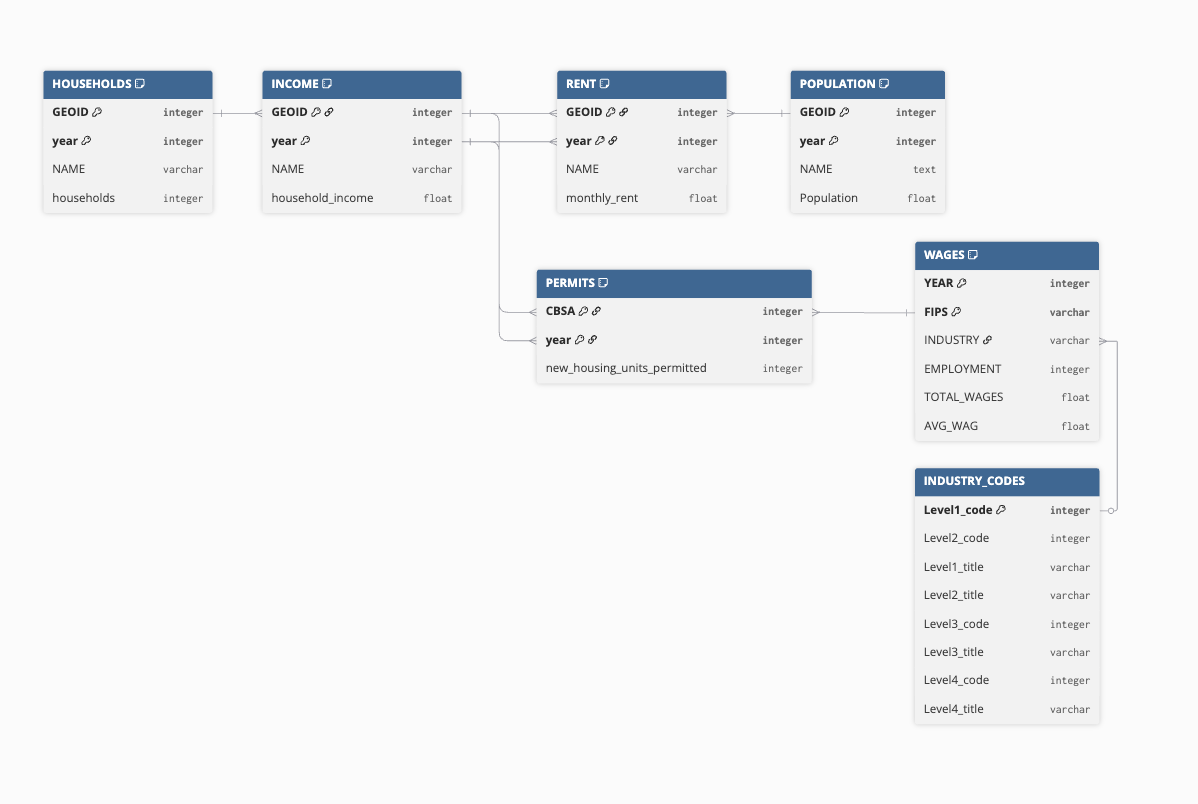 HOUSEHOLDS
GEOID integer
year integer
NAME varchar
households integer
INCOME
GEOID integer
year integer
NAME varchar
household_income float
RENT
GEOID integer
year integer
NAME varchar
monthly_rent float
POPULATION
GEOID integer
year integer
NAME text
Population float
PERMITS
CBSA integer
year integer
new_housing_units_permitted integer
WAGES
YEAR integer
FIPS varchar
INDUSTRY varchar
EMPLOYMENT integer
TOTAL_WAGES float
AVG_WAG float
INDUSTRY_CODES
Level1_code integer
Level2_code integer
Level1_title varchar
Level2_title varchar
Level3_code integer
Level3_title varchar
Level4_code integer
Level4_title varchar